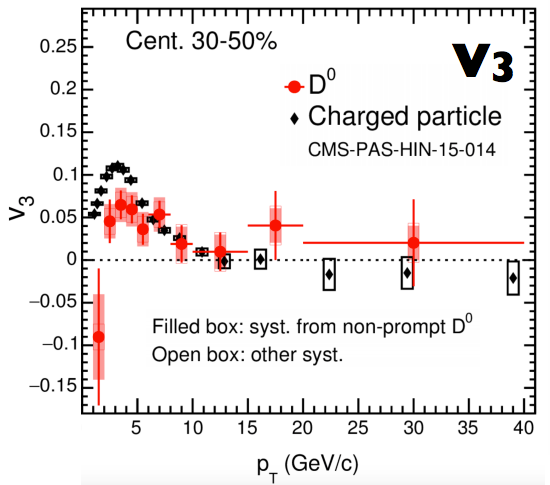 Cent. 30-50%
V3
D⁰
Charged particle
CMS-PAS-HIN-15-014
v₃
0.25
0.2
0.15
0.1
0.05
0
−0.05
−0.1
−0.15
Filled box: syst. from non-prompt D⁰
Open box: other syst.
5 10 15 20 25 30 35 40
p_T (GeV/c)